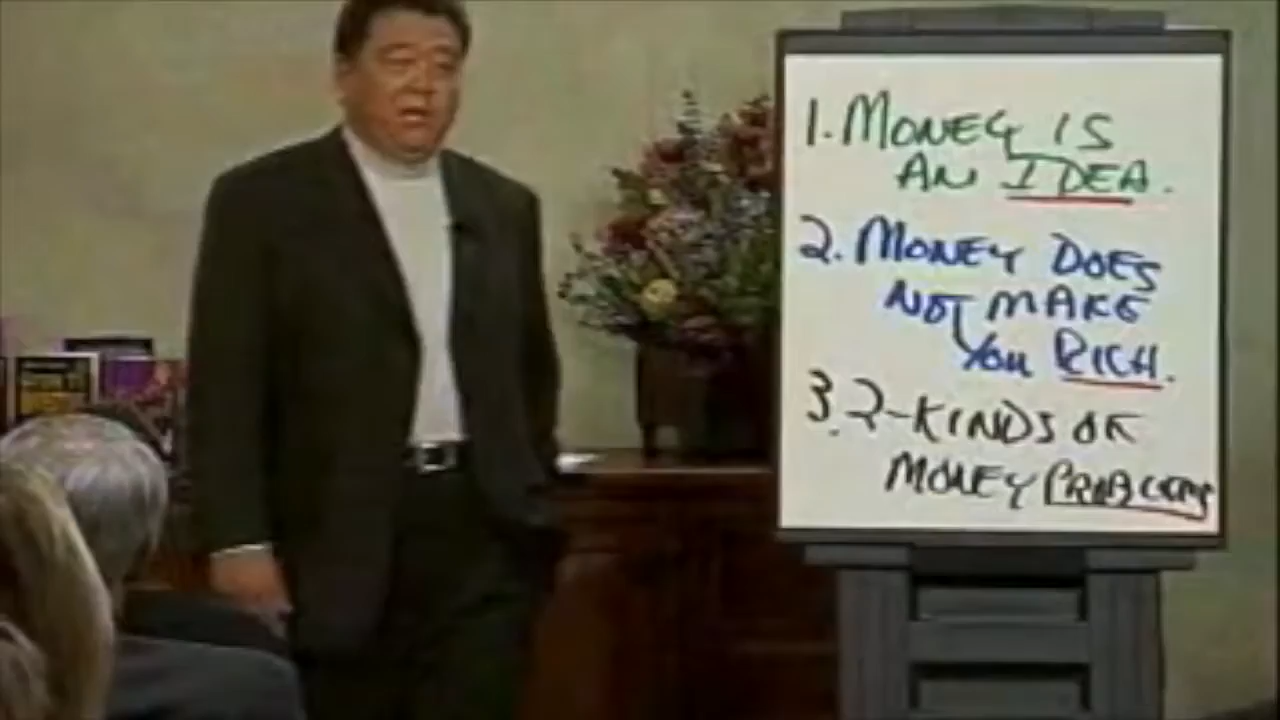 1. MONEY IS
AN IDEA.
2. MONEY DOES
NOT MAKE
YOU RICH.
3. 2-KINDS OF
MONEY PROBLEMS